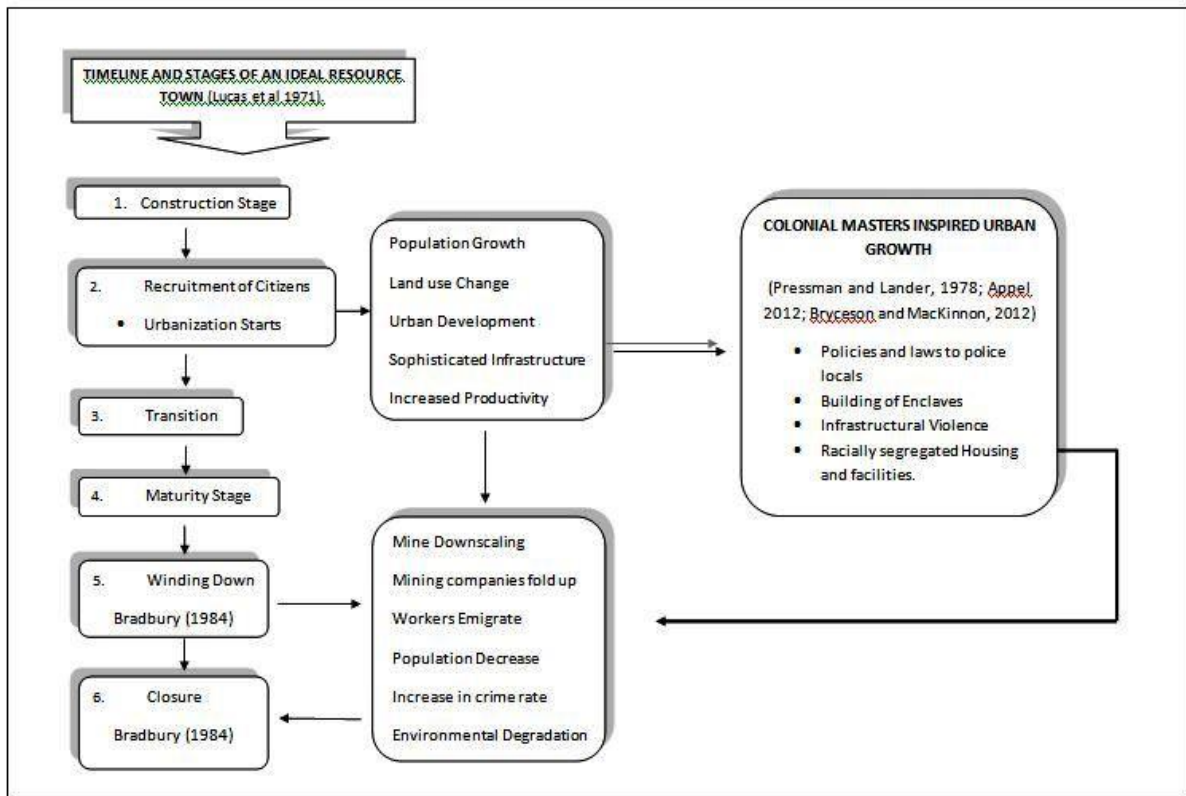 TIMELINE AND STAGES OF AN IDEAL RESOURCE
TOWN (Lucas et al 1971).
1. Construction Stage
2. Recruitment of Citizens
• Urbanization Starts
3. Transition
4. Maturity Stage
5. Winding Down
Bradbury (1984)
6. Closure
Bradbury (1984)
Population Growth
Land use Change
Urban Development
Sophisticated Infrastructure
Increased Productivity
Mine Downscaling
Mining companies fold up
Workers Emigrate
Population Decrease
Increase in crime rate
Environmental Degradation
COLONIAL MASTERS INSPIRED URBAN
GROWTH
(Pressman and Lander, 1978; Appel
2012; Bryceson and MacKinnon, 2012)
• Policies and laws to police
locals
• Building of Enclaves
• Infrastructural Violence
• Racially segregated Housing
and facilities.